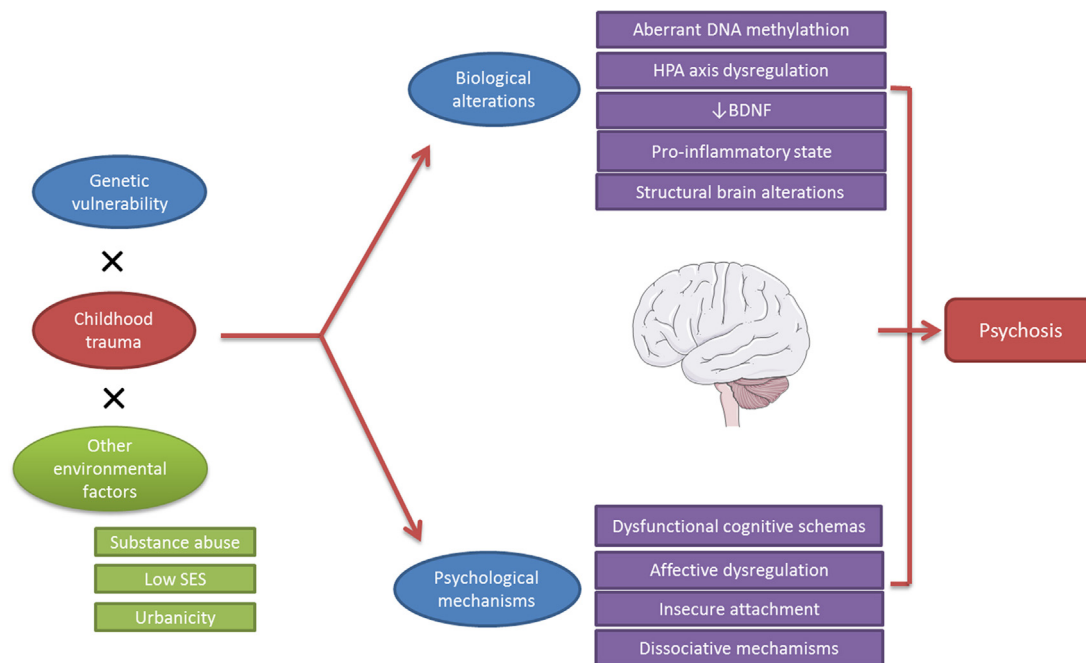 Genetic
vulnerability
×
Childhood
trauma
×
Other
environmental
factors
Substance abuse
Low SES
Urbanicity
Biological
alterations
Aberrant DNA methylathion
HPA axis dysregulation
↓BDNF
Pro-inflammatory state
Structural brain alterations
Psychological
mechanisms
Dysfunctional cognitive schemas
Affective dysregulation
Insecure attachment
Dissociative mechamisms
Psychosis